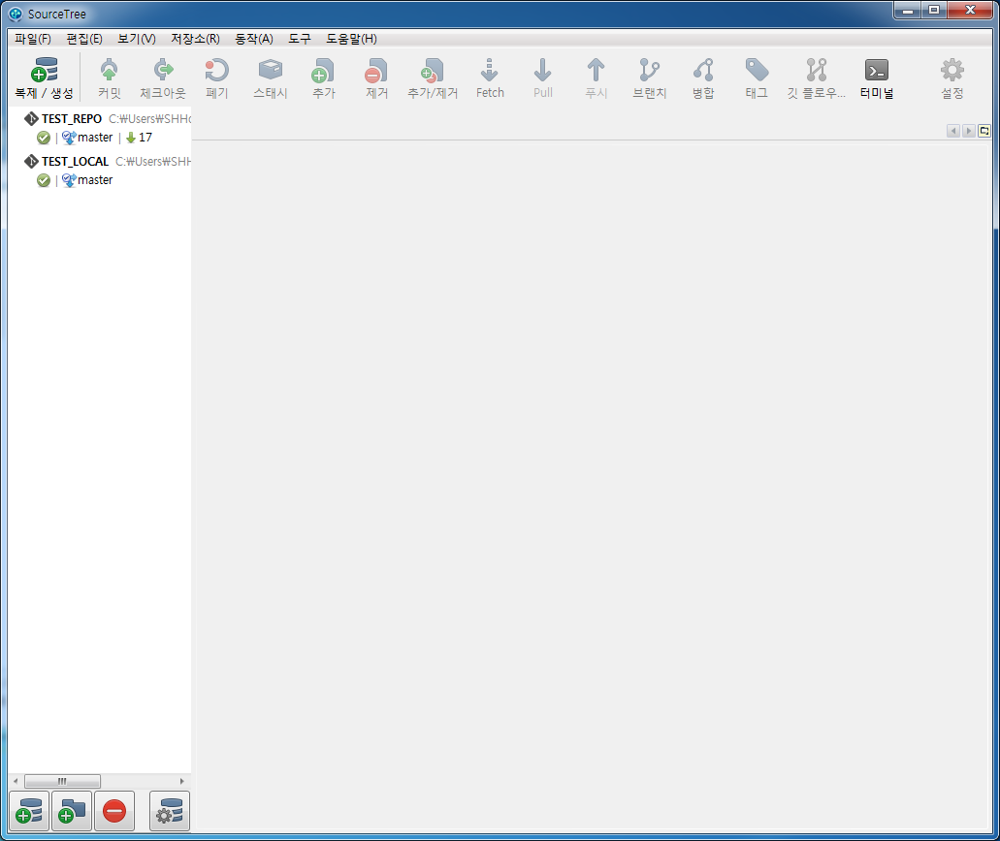 SourceTree
파일(F) 편집(E) 보기(V) 저장소(R) 동작(A) 도구 도움말(H)
복제 / 생성 커밋 체크아웃 폐기 스태시 추가 제거 추가/제거 Fetch Pull 푸시 브랜치 병합 태그 깃 플로우... 터미널 설정
TEST_REPO C:₩Users₩SHH
master 17
TEST_LOCAL C:₩Users₩SHH
master